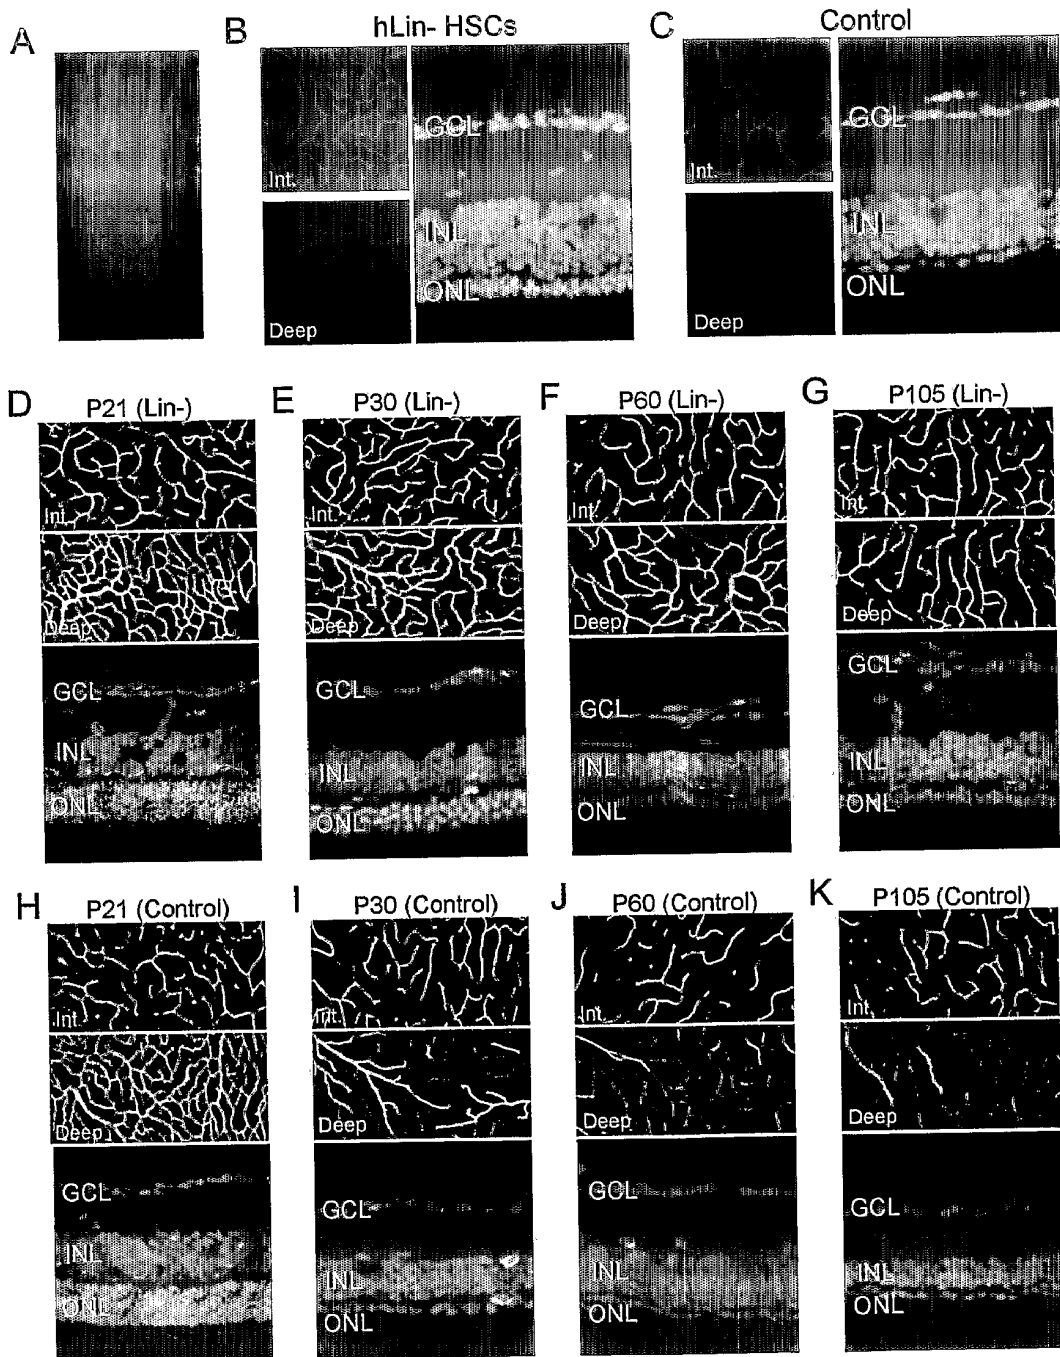 A
B
hLin- HSCs
C
Control
GCL
Int.
INL
ONL
Deep
GCL
Int.
INL
ONL
Deep
D
P21 (Lin-)
E
P30 (Lin-)
F
P60 (Lin-)
G
P105 (Lin-)
Int.
Int.
Int.
Int.
Deep
Deep
Deep
Deep
GCL
GCL
GCL
GCL
INL
INL
INL
INL
ONL
ONL
ONL
ONL
H
P21 (Control)
I
P30 (Control)
J
P60 (Control)
K
P105 (Control)
Int.
Int.
Int.
Int.
Deep
Deep
Deep
Deep
GCL
GCL
GCL
GCL
INL
INL
INL
INL
ONL
ONL
ONL
ONL